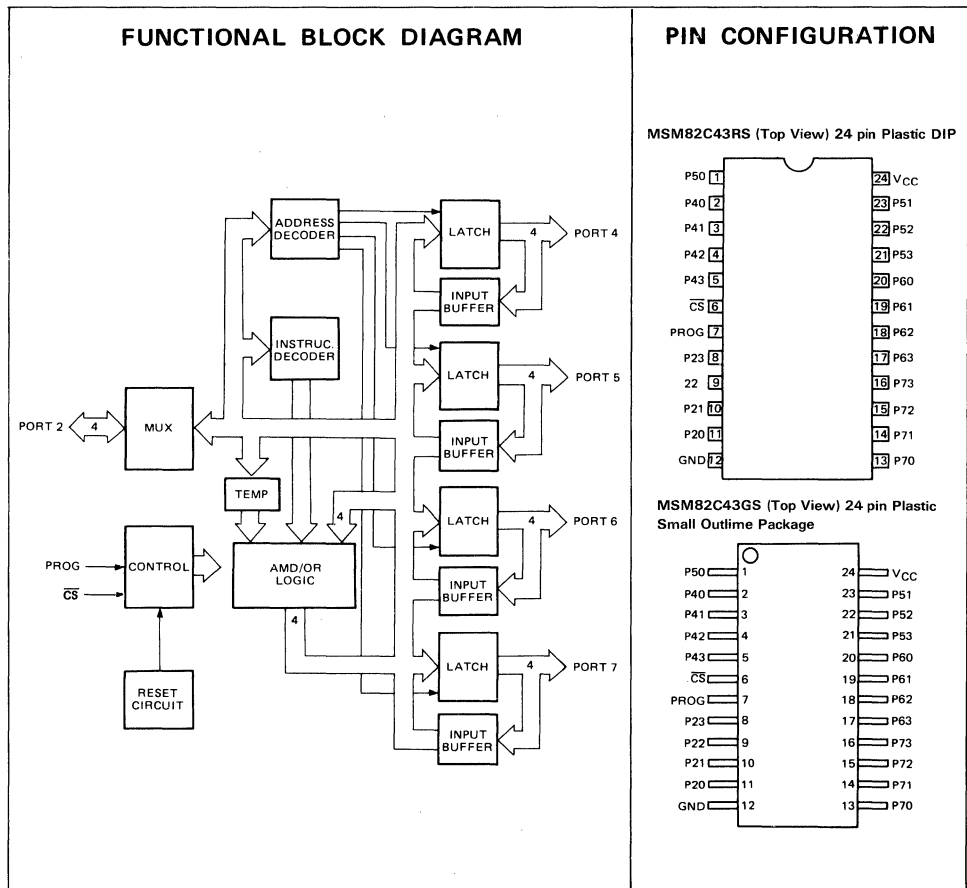 FUNCTIONAL BLOCK DIAGRAM
ADDRESS
DECODER
LATCH
4
PORT 4
INPUT
BUFFER
INSTRUC.
DECODER
LATCH
4
PORT 5
PORT 2
4
MUX
INPUT
BUFFER
TEMP
4
LATCH
4
PORT 6
PROG
CS
CONTROL
AMD/OR
LOGIC
INPUT
BUFFER
4
LATCH
4
PORT 7
RESET
CIRCUIT
INPUT
BUFFER
PIN CONFIGURATION
MSM82C43RS (Top View) 24 pin Plastic DIP
P50 1 24 VCC
P40 2 23 P51
P41 3 22 P52
P42 4 21 P53
P43 5 20 P60
CS 6 19 P61
PROG 7 18 P62
P23 8 17 P63
22 9 16 P73
P21 10 15 P72
P20 11 14 P71
GND 12 13 P70
MSM82C43GS (Top View) 24 pin Plastic
Small Outlime Package
P50 1 24 VCC
P40 2 23 P51
P41 3 22 P52
P42 4 21 P53
P43 5 20 P60
CS 6 19 P61
PROG 7 18 P62
P23 8 17 P63
P22 9 16 P73
P21 10 15 P72
P20 11 14 P71
GND 12 13 P70